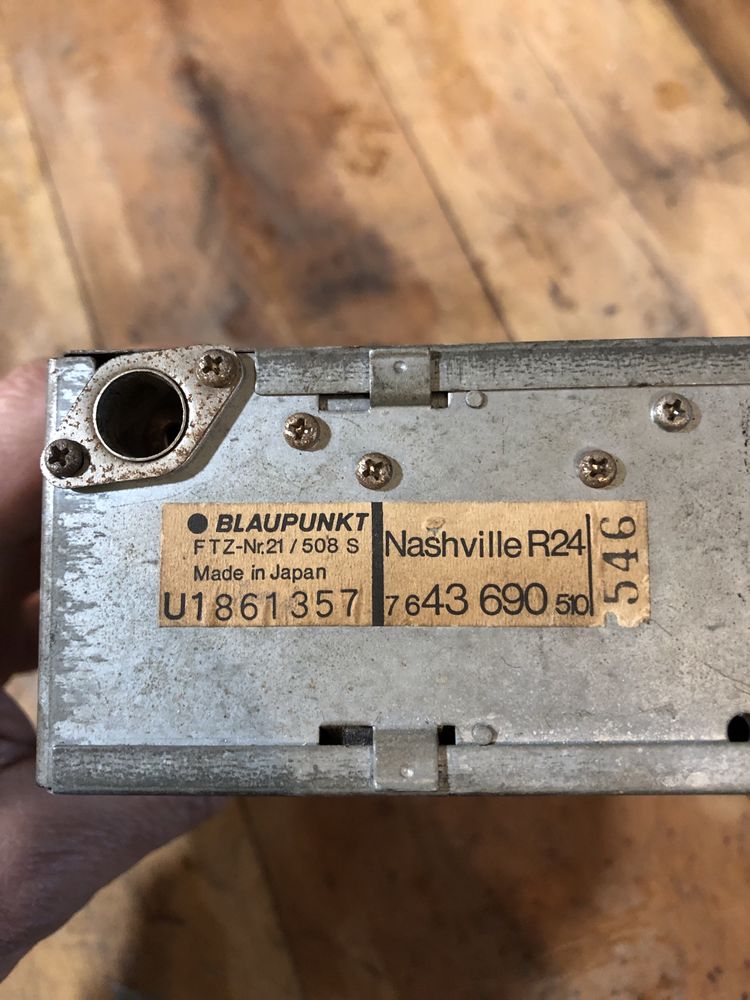 BLAUPUNKT
FTZ-Nr.21/508 S
Made in Japan
U1861357
Nashville R24
7 643 690 510
546